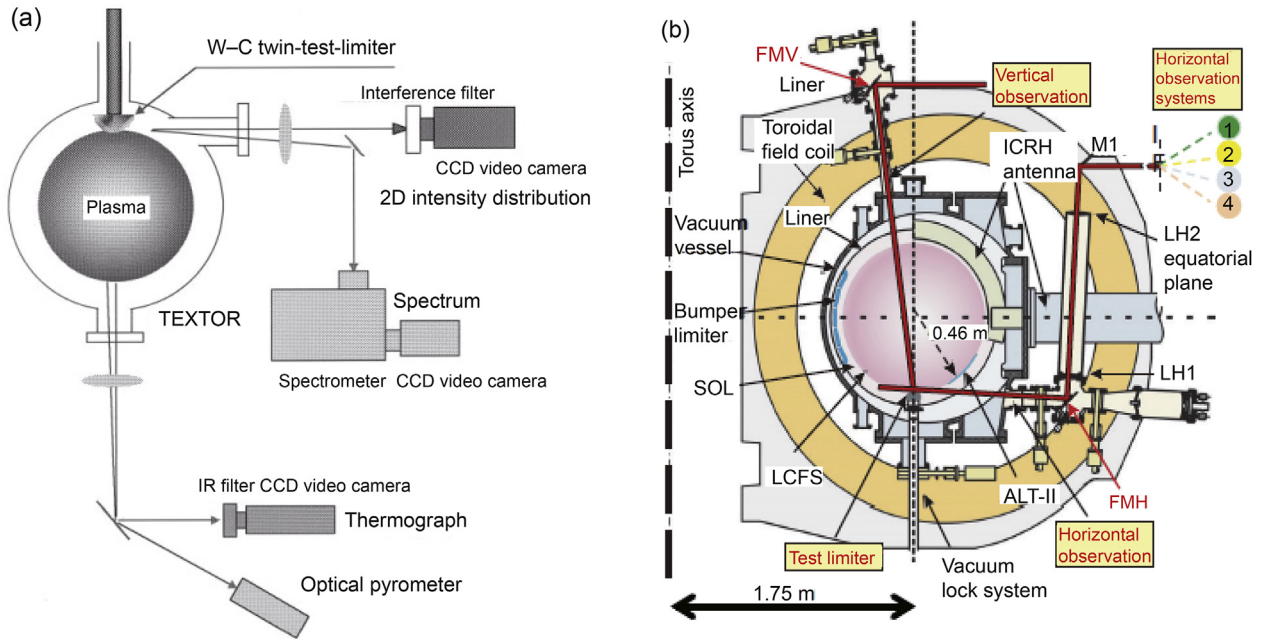 (a)
W–C twin-test-limiter
Interference filter
CCD video camera
2D intensity distribution
Plasma
TEXTOR
Spectrum
Spectrometer CCD video camera
IR filter CCD video camera
Thermograph
Optical pyrometer
(b)
FMV
Liner
Vertical
observation
Horizontal
observation
systems
Torus axis
Toroidal
field coil
ICRH
antenna
M1
1
2
3
4
Liner
Vacuum
vessel
LH2
equatorial
plane
Bumper
limiter
0.46 m
SOL
LH1
LCFS
ALT-II
FMH
Test limiter
Vacuum
lock system
Horizontal
observation
1.75 m